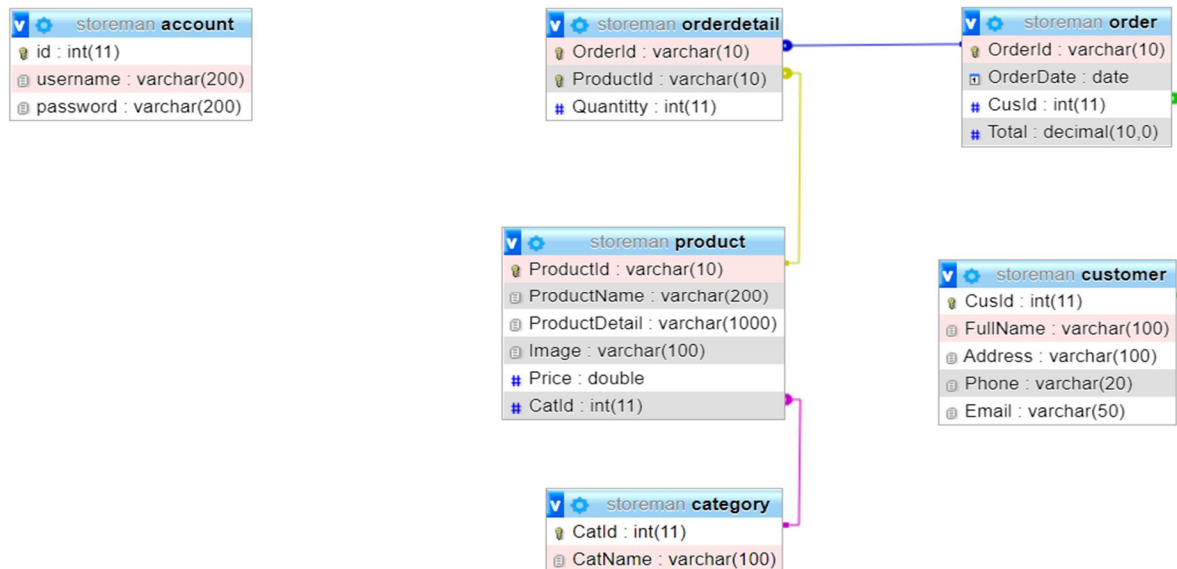 storeman account
id : int(11)
username : varchar(200)
password : varchar(200)
storeman orderdetail
OrderId : varchar(10)
ProductId : varchar(10)
Quantitty : int(11)
storeman order
OrderId : varchar(10)
OrderDate : date
CusId : int(11)
Total : decimal(10,0)
storeman product
ProductId : varchar(10)
ProductName : varchar(200)
ProductDetail : varchar(1000)
Image : varchar(100)
Price : double
CatId : int(11)
storeman customer
CusId : int(11)
FullName : varchar(100)
Address : varchar(100)
Phone : varchar(20)
Email : varchar(50)
storeman category
CatId : int(11)
CatName : varchar(100)